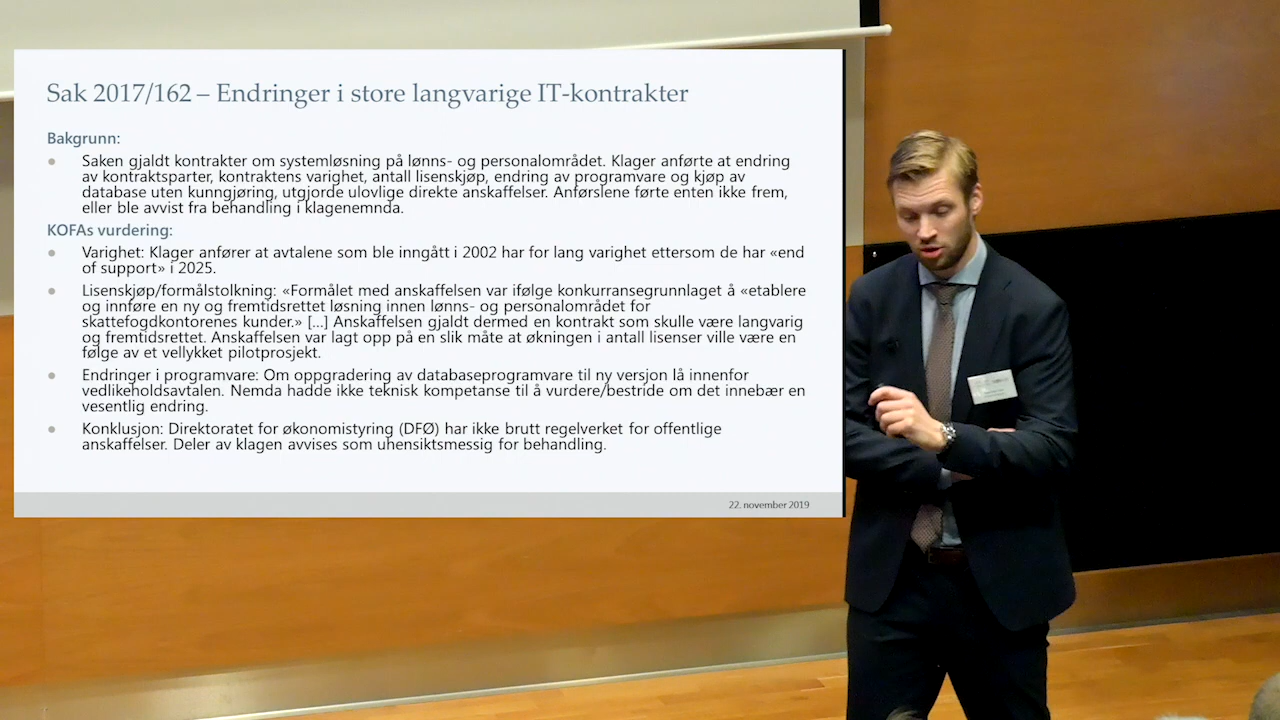 Sak 2017/162 – Endringer i store langvarige IT-kontrakter
Bakgrunn:
Saken gjaldt kontrakter om systemløsning på lønns- og personalområdet. Klager anførte at endring
av kontraktsparter, kontraktens varighet, antall lisenskjøp, endring av programvare og kjøp av
database uten kunngjøring, utgjorde ulovlige direkte anskaffelser. Anførslene førte enten ikke frem,
eller ble avvist fra behandling i klagenemnda.
KOFAs vurdering:
Varighet: Klager anfører at avtalene som ble inngått i 2002 har for lang varighet ettersom de har «end
of support» i 2025.
Lisenskjøp/formålstolkning: «Formålet med anskaffelsen var ifølge konkurransegrunnlaget å «etablere
og innføre en ny og fremtidsrettet løsning innen lønns- og personalområdet for
skattefogdkontorenes kunder.» [...] Anskaffelsen gjaldt dermed en kontrakt som skulle være langvarig
og fremtidsrettet. Anskaffelsen var lagt opp på en slik måte at økningen i antall lisenser ville være en
følge av et vellykket pilotprosjekt.
Endringer i programvare: Om oppgradering av databaseprogramvare til ny versjon lå innenfor
vedlikeholdsavtalen. Nemda hadde ikke teknisk kompetanse til å vurdere/bestride om det innebær en
vesentlig endring.
Konklusjon: Direktoratet for økonomistyring (DFØ) har ikke brutt regelverket for offentlige
anskaffelser. Deler av klagen avvises som uhensiktsmessig for behandling.
22. november 2019